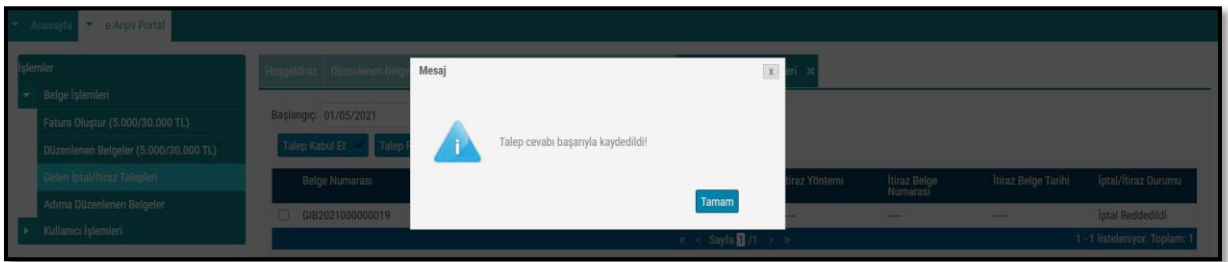 Anasayfa e-Arşiv Portal
İşlemler
Belge İşlemleri
Fatura Oluştur (5.000/30.000 TL)
Düzenlenen Belgeler (5.000/30.000 TL)
Gelen İptal/İtiraz Talepleri
Adıma Düzenlenen Belgeler
Kullanıcı İşlemleri
Hoşgeldiniz Düzenlenen Belge
eri
Başlangıç: 01/05/2021
Talep Kabul Et Talep
Mesaj X
Talep cevabı başarıyla kaydedildi!
Tamam
Belge Numarası İtiraz Yöntemi İtiraz Belge Numarası İtiraz Belge Tarihi İptal/İtiraz Durumu
GIB2021000000019 ---- ---- ---- İptal Reddedildi
« < Sayfa 1 /1 > » 1 - 1 listeleniyor. Toplam: 1